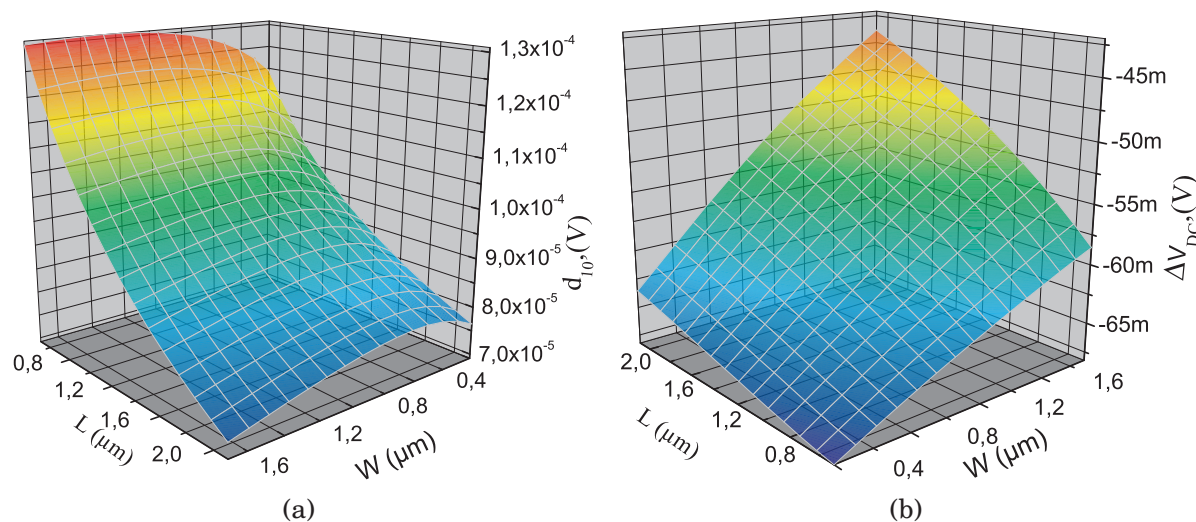 1,3x10-4
1,2x10-4
1,1x10-4
1,0x10-4
9,0x10-5
8,0x10-5
7,0x10-5
d10,(V)
0,8
1,2
1,6
2,0
L (μm)
0,4
0,8
1,2
1,6
W (μm)
(a)
-45m
-50m
-55m
-60m
-65m
ΔVDC,(V)
2,0
1,6
1,2
0,8
L (μm)
1,6
1,2
0,8
0,4
W (μm)
(b)